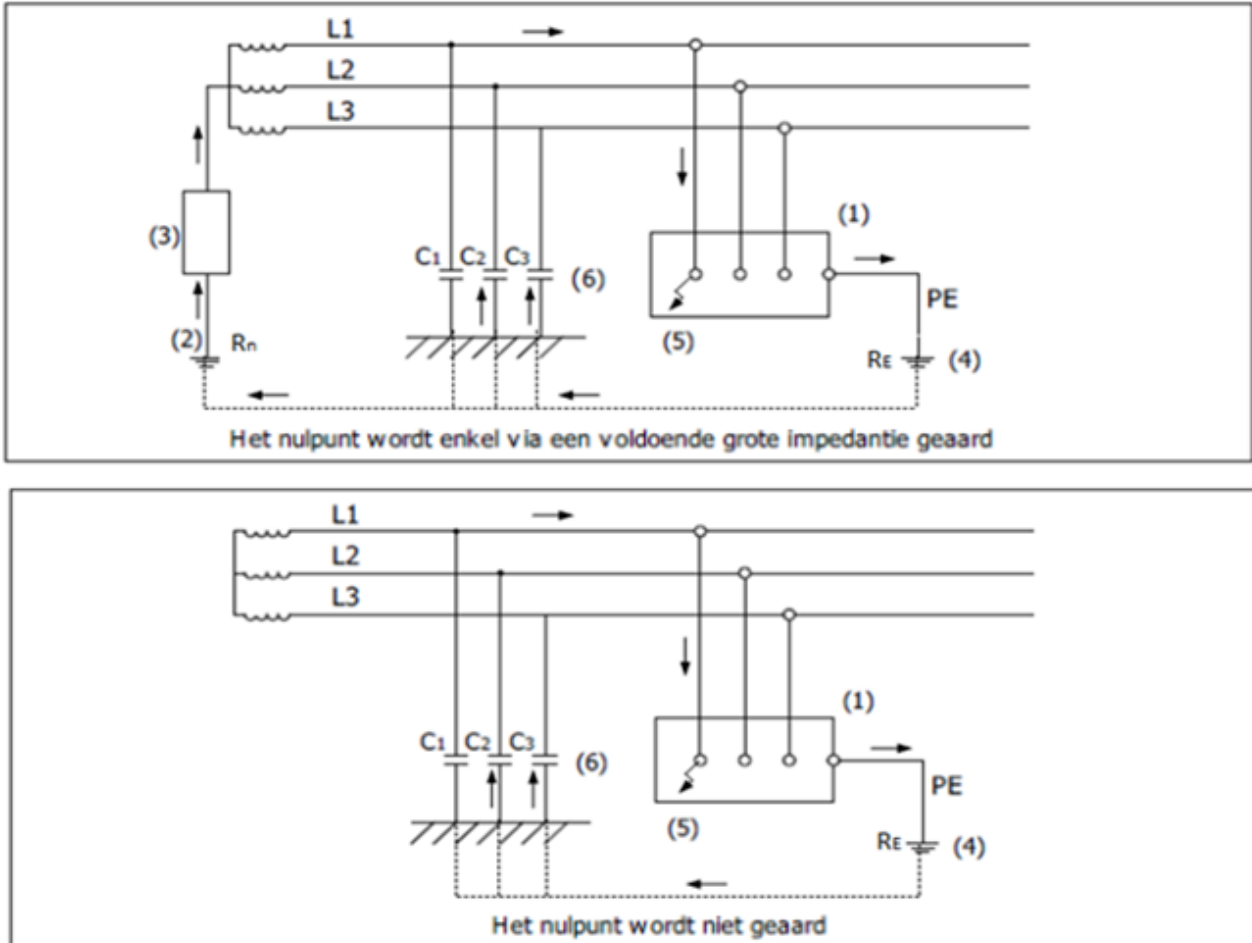 L1
L2
L3
(1)
(3)
C1 C2 C3 (6)
PE
(2) Rn
(5)
RE (4)
Het nulpunt wordt enkel via een voldoende grote impedantie geaard
L1
L2
L3
(1)
C1 C2 C3 (6)
PE
(5)
RE (4)
Het nulpunt wordt niet geaard